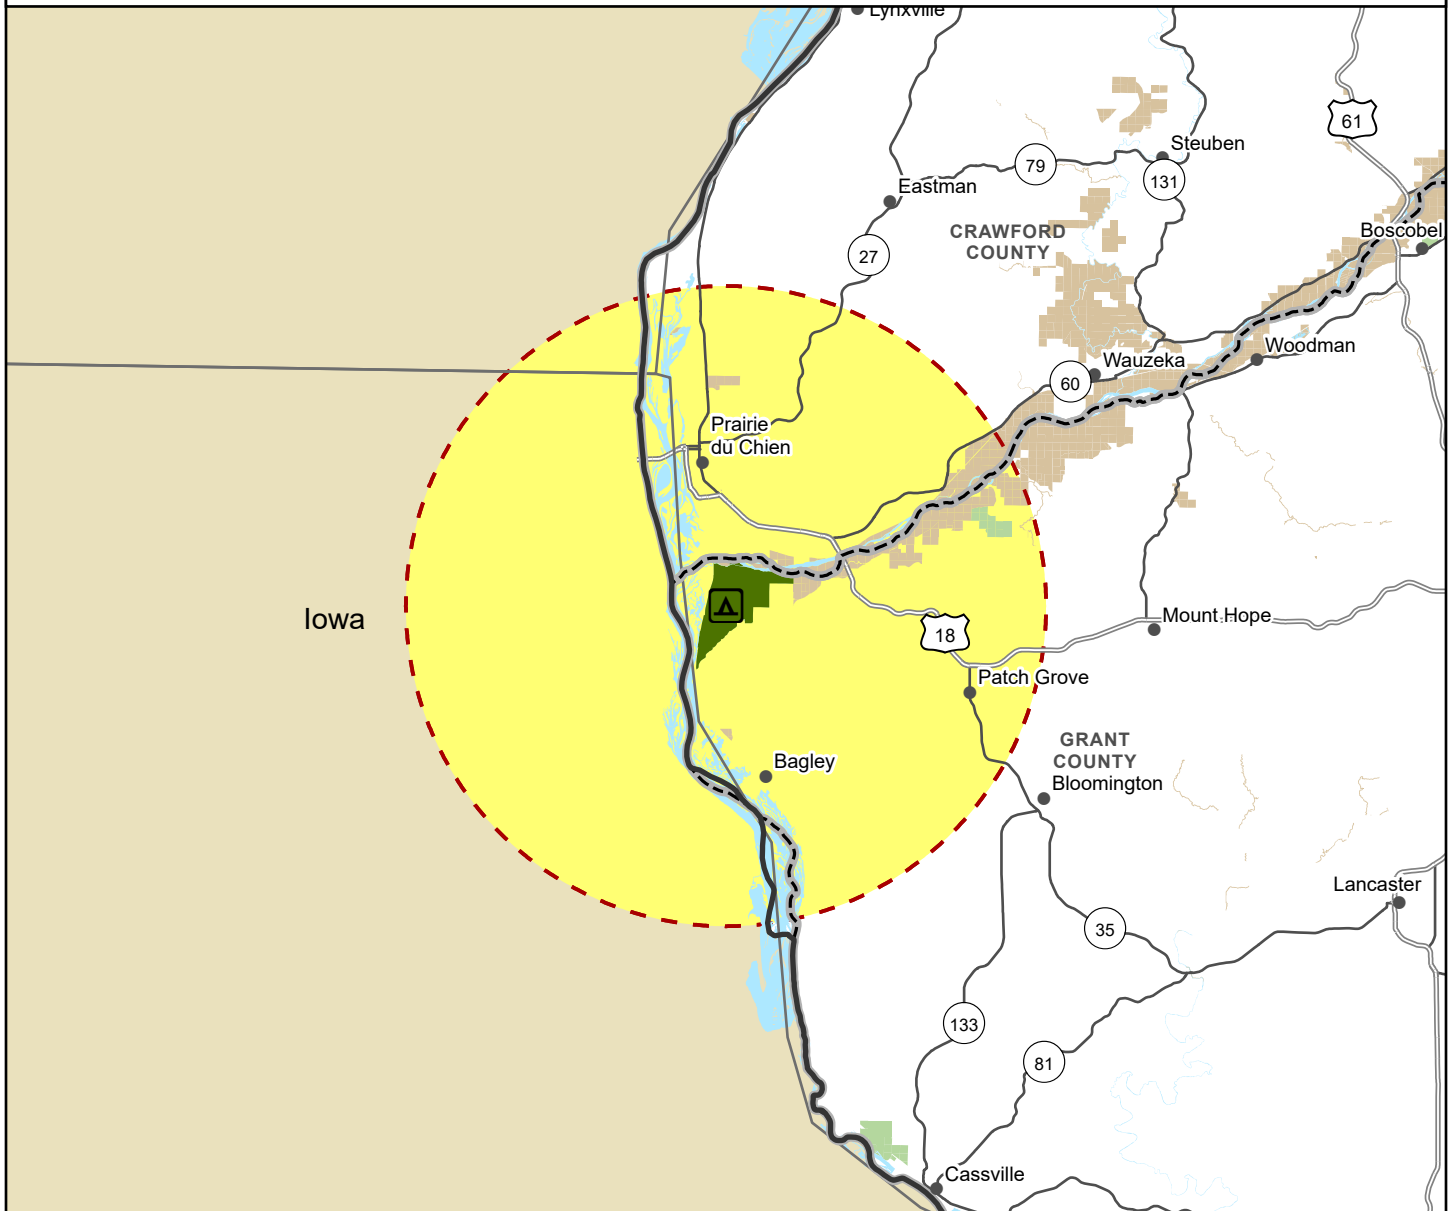 Lynxville
61
Steuben
79
131
Eastman
Boscobel
CRAWFORD
COUNTY
27
Woodman
Wauzeka
60
Prairie
du Chien
Iowa
Mount Hope
18
Patch Grove
GRANT
COUNTY
Bagley
Bloomington
Lancaster
35
133
81
Cassville